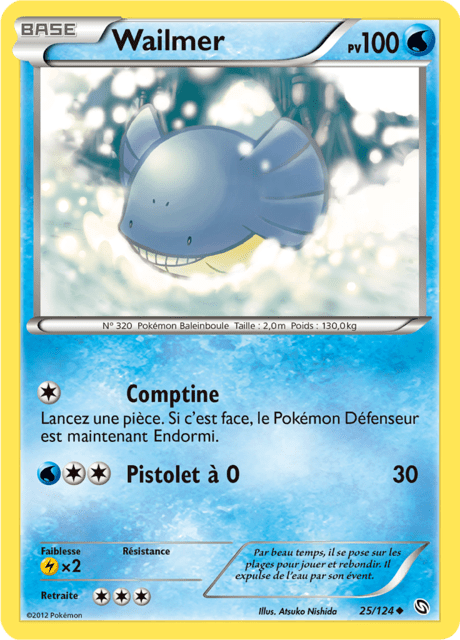 BASE Wailmer PV100
N° 320 Pokémon Baleinboule Taille : 2,0m Poids : 130,0kg
Comptine
Lancez une pièce. Si c'est face, le Pokémon Défenseur
est maintenant Endormi.
Pistolet à O 30
Faiblesse Résistance
×2
Retraite
Par beau temps, il se pose sur les
plages pour jouer et rebondir. Il
expulse de l'eau par son évent.
©2012 Pokémon Illus. Atsuko Nishida 25/124